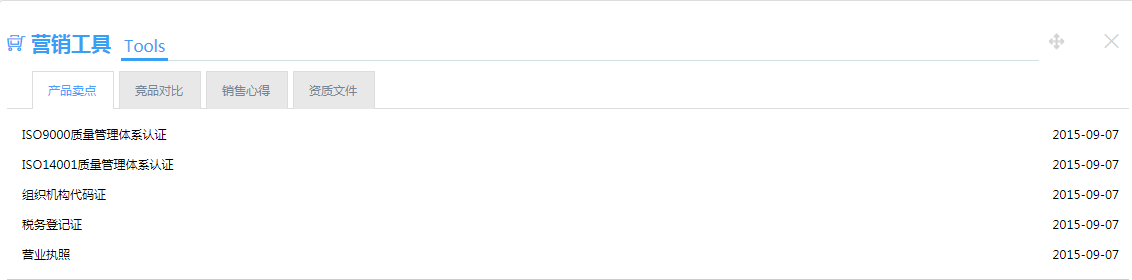 营销工具 Tools
产品卖点 竞品对比 销售心得 资质文件
ISO9000质量管理体系认证 2015-09-07
ISO14001质量管理体系认证 2015-09-07
组织机构代码证 2015-09-07
税务登记证 2015-09-07
营业执照 2015-09-07